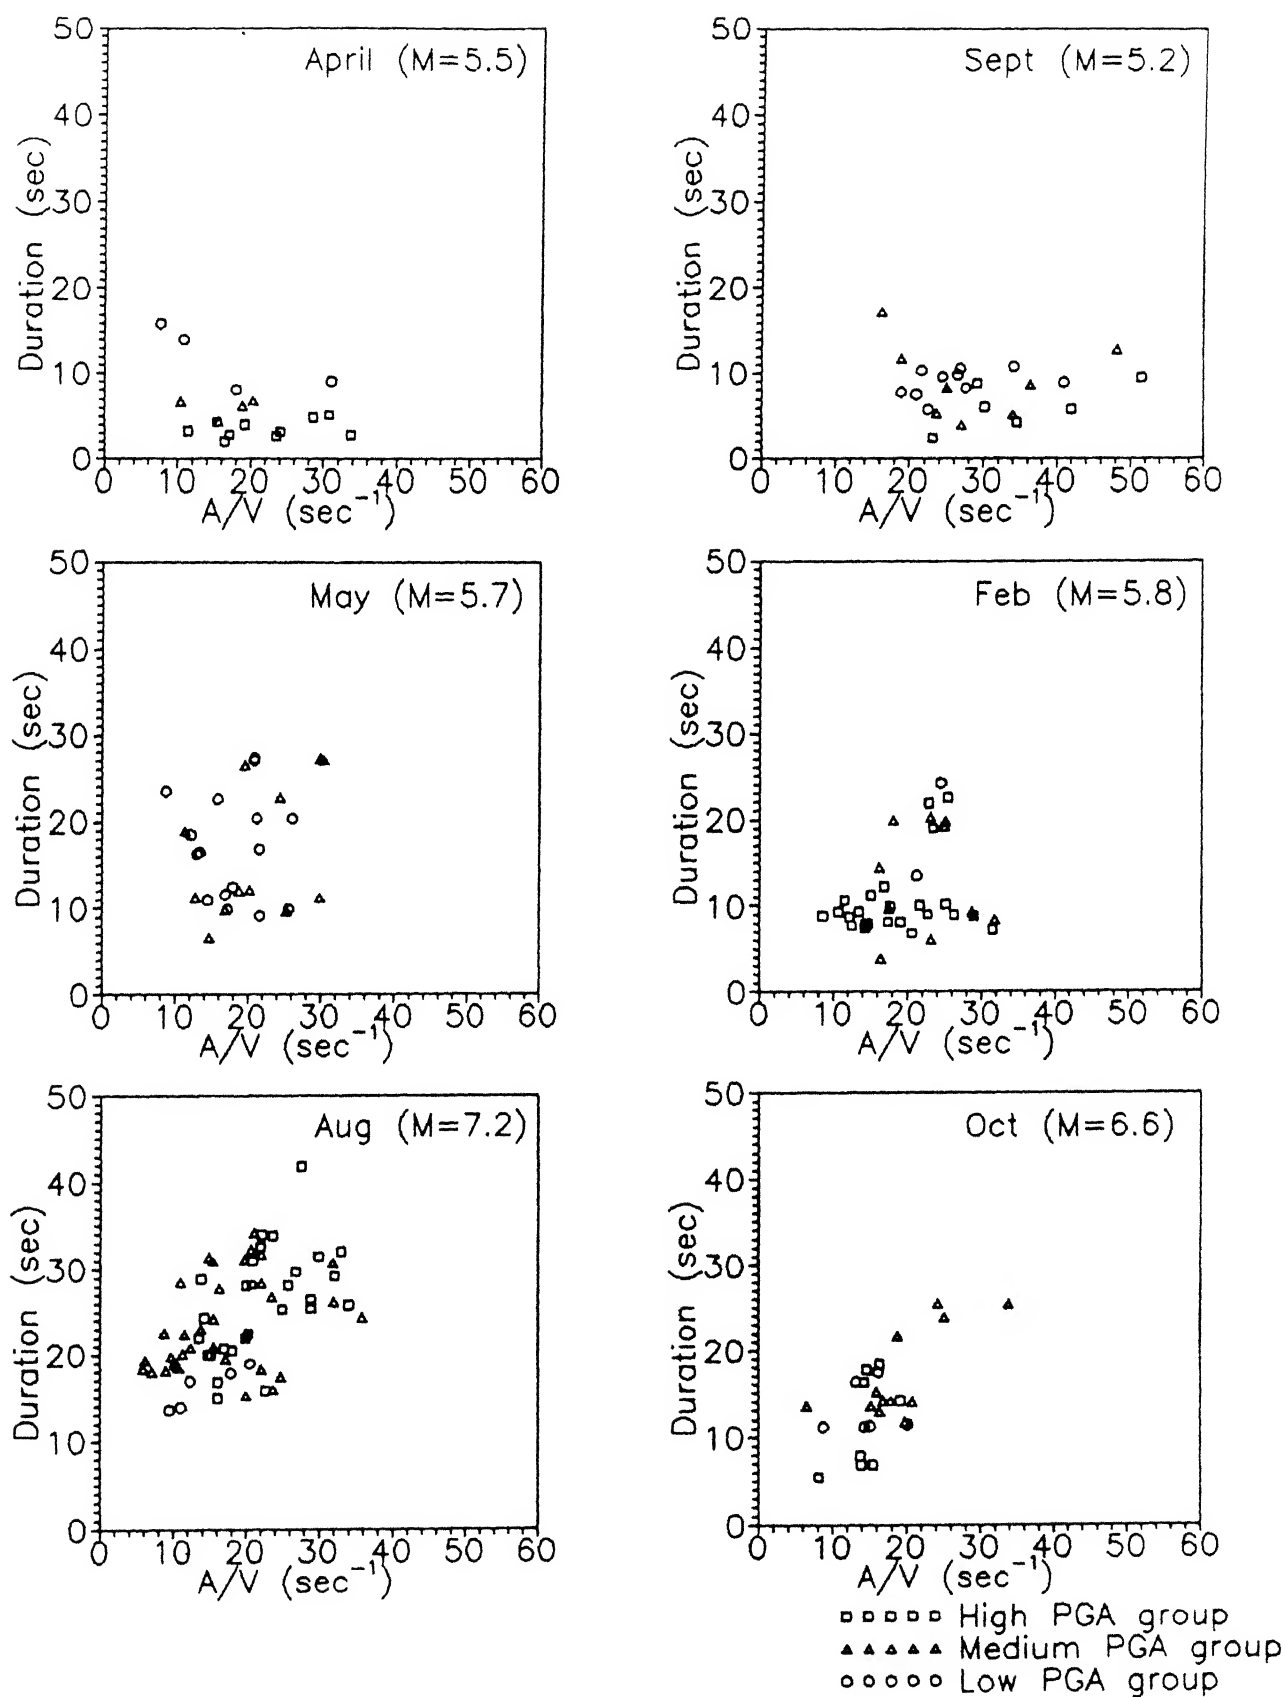 April (M=5.5)
50
40
30
20
10
0
Duration (sec)
0 10 20 30 40 50 60
A/V (sec⁻¹)
Sept (M=5.2)
50
40
30
20
10
0
Duration (sec)
0 10 20 30 40 50 60
A/V (sec⁻¹)
May (M=5.7)
50
40
30
20
10
0
Duration (sec)
0 10 20 30 40 50 60
A/V (sec⁻¹)
Feb (M=5.8)
50
40
30
20
10
0
Duration (sec)
0 10 20 30 40 50 60
A/V (sec⁻¹)
Aug (M=7.2)
50
40
30
20
10
0
Duration (sec)
0 10 20 30 40 50 60
A/V (sec⁻¹)
Oct (M=6.6)
50
40
30
20
10
0
Duration (sec)
0 10 20 30 40 50 60
A/V (sec⁻¹)
High PGA group
Medium PGA group
Low PGA group